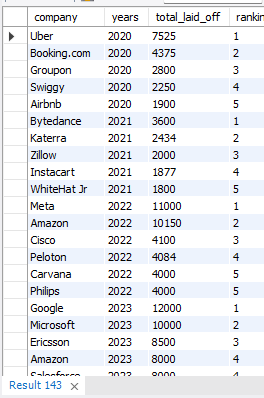 company years total_laid_off rankin
Uber 2020 7525 1
Booking.com 2020 4375 2
Groupon 2020 2800 3
Swiggy 2020 2250 4
Airbnb 2020 1900 5
Bytedance 2021 3600 1
Katerra 2021 2434 2
Zillow 2021 2000 3
Instacart 2021 1877 4
WhiteHat Jr 2021 1800 5
Meta 2022 11000 1
Amazon 2022 10150 2
Cisco 2022 4100 3
Peloton 2022 4084 4
Carvana 2022 4000 5
Philips 2022 4000 5
Google 2023 12000 1
Microsoft 2023 10000 2
Ericsson 2023 8500 3
Amazon 2023 8000 4
Salesforce 2023 8000 4
Result 143